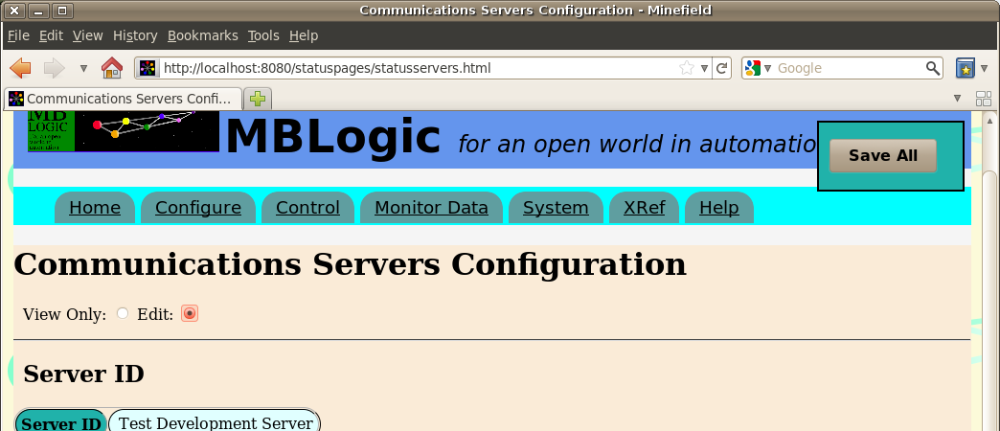 Communications Servers Configuration - Minefield
File Edit View History Bookmarks Tools Help
http://localhost:8080/statuspages/statusservers.html
Google
Communications Servers Confi...
MB
LOGIC
MBLogic for an open world in automatio
Save All
Home Configure Control Monitor Data System XRef Help
Communications Servers Configuration
View Only: Edit:
Server ID
Server ID Test Development Server